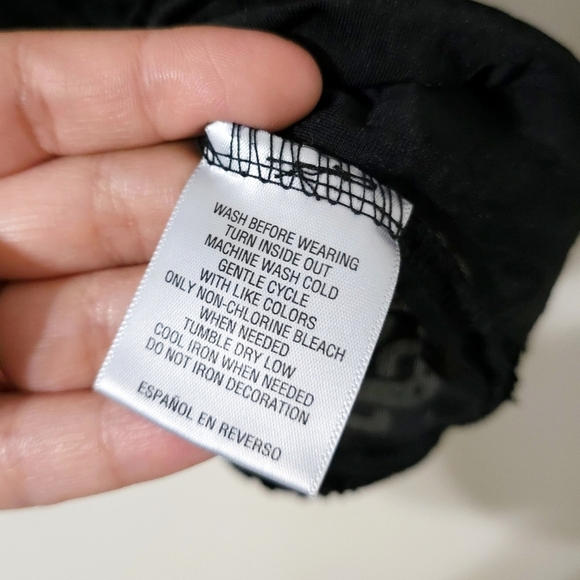 WASH BEFORE WEARING
TURN INSIDE OUT
MACHINE WASH COLD
GENTLE CYCLE
WITH LIKE COLORS
ONLY NON-CHLORINE BLEACH
WHEN NEEDED
TUMBLE DRY LOW
COOL IRON WHEN NEEDED
DO NOT IRON DECORATION
ESPAÑOL EN REVERSO